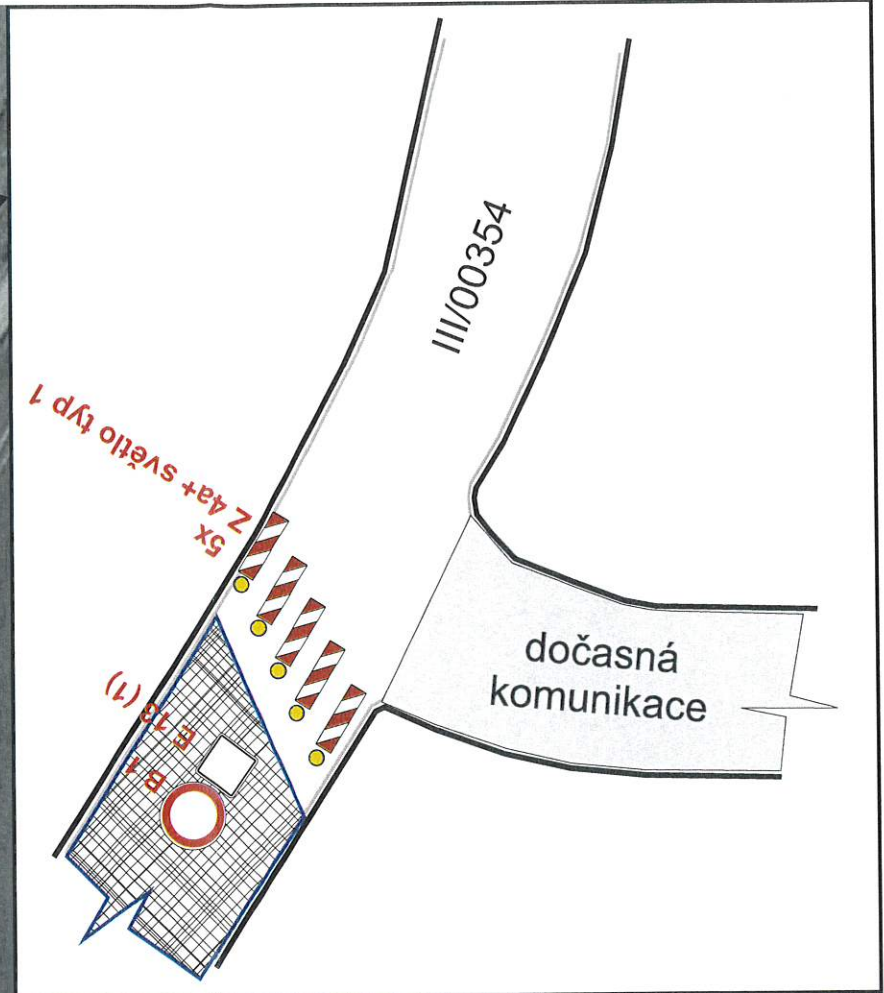 III/00354
5x
Z 4a+ světlo typ 1
E 13 (1)
B 1
dočasná
komunikace